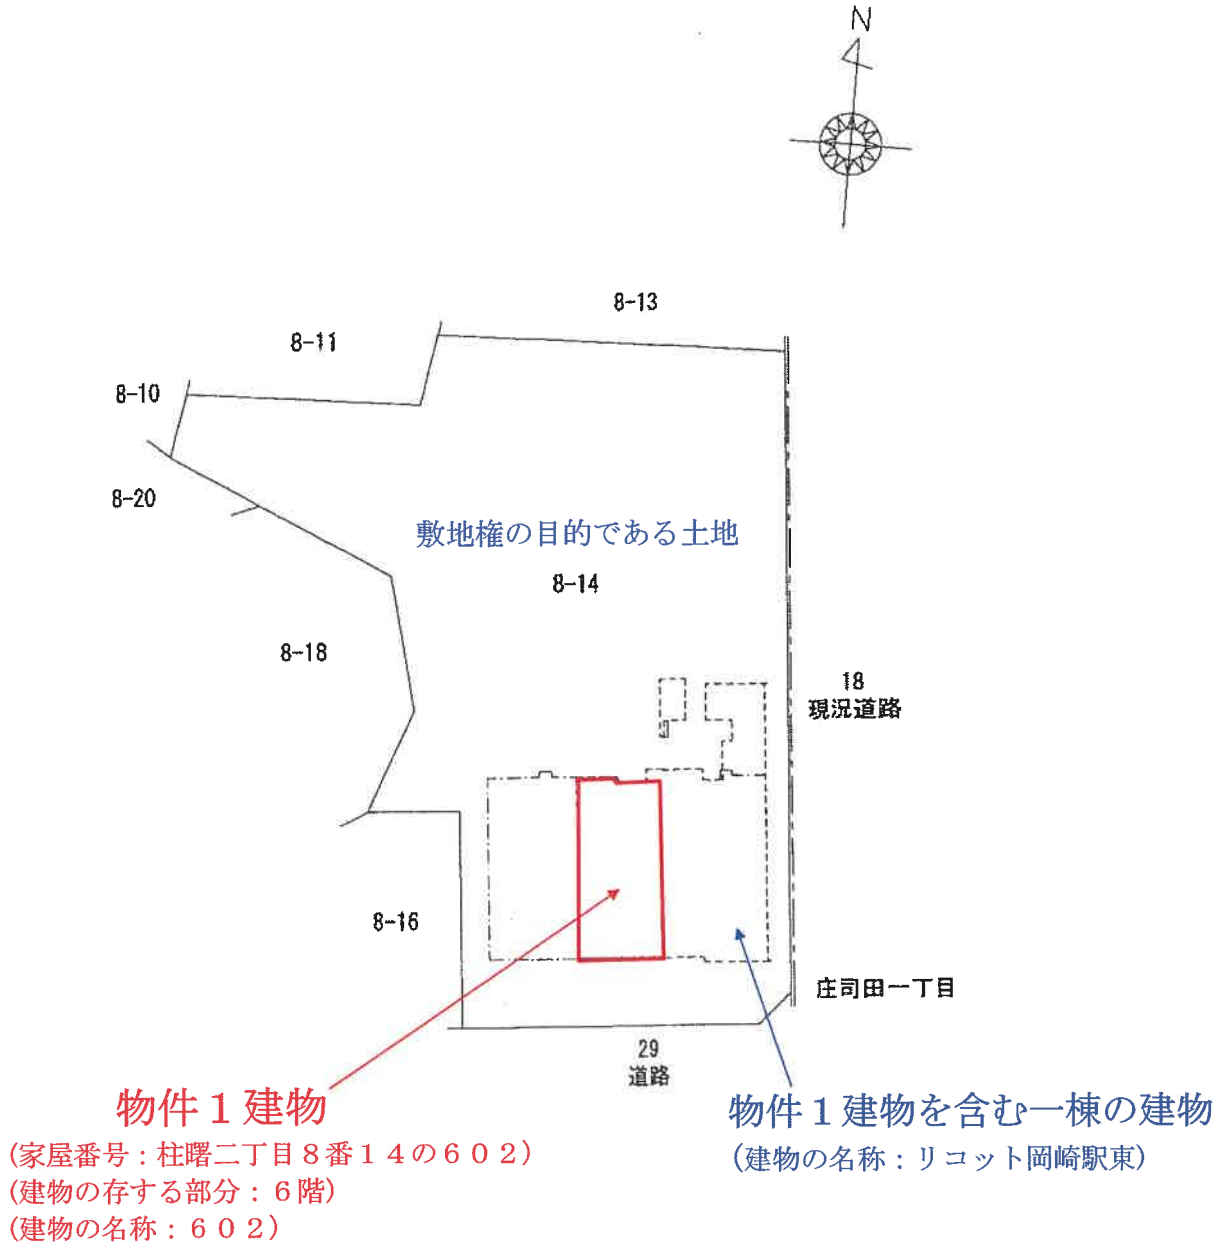 N
8-13
8-11
8-10
8-20
敷地権の目的である土地
8-14
8-18
18
現況道路
8-16
庄司田一丁目
29
道路
物件１建物
(家屋番号：柱曙二丁目８番１４の６０２)
(建物の存する部分：６階)
(建物の名称：６０２)
物件１建物を含む一棟の建物
(建物の名称：リコット岡崎駅東)